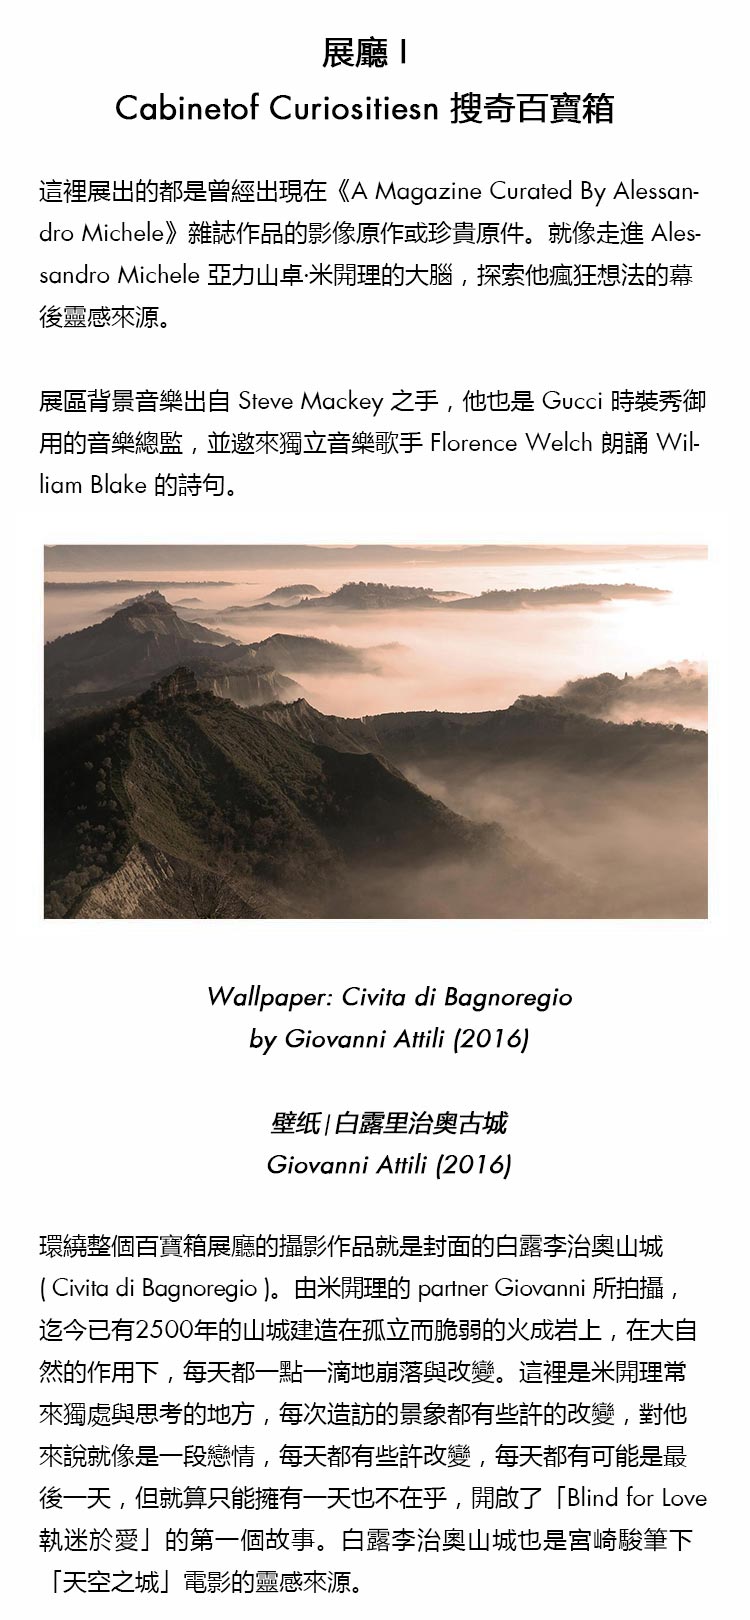 展廳 I
Cabinetof Curiositiesn 搜奇百寶箱
這裡展出的都是曾經出現在《A Magazine Curated By Alessan-
dro Michele》雜誌作品的影像原作或珍貴原件。就像走進 Ales-
sandro Michele 亞力山卓·米開理的大腦，探索他瘋狂想法的幕
後靈感來源。
展區背景音樂出自 Steve Mackey 之手，他也是 Gucci 時裝秀御
用的音樂總監，並邀來獨立音樂歌手 Florence Welch 朗誦 Wil-
liam Blake 的詩句。
Wallpaper: Civita di Bagnoregio
by Giovanni Attili (2016)
壁纸|白露里治奥古城
Giovanni Attili (2016)
環繞整個百寶箱展廳的攝影作品就是封面的白露李治奧山城
( Civita di Bagnoregio )。由米開理的 partner Giovanni 所拍攝，
迄今已有2500年的山城建造在孤立而脆弱的火成岩上，在大自
然的作用下，每天都一點一滴地崩落與改變。這裡是米開理常
來獨處與思考的地方，每次造訪的景象都有些許的改變，對他
來說就像是一段戀情，每天都有些許改變，每天都有可能是最
後一天，但就算只能擁有一天也不在乎，開啟了「Blind for Love
執迷於愛」的第一個故事。白露李治奧山城也是宮崎駿筆下
「天空之城」電影的靈感來源。